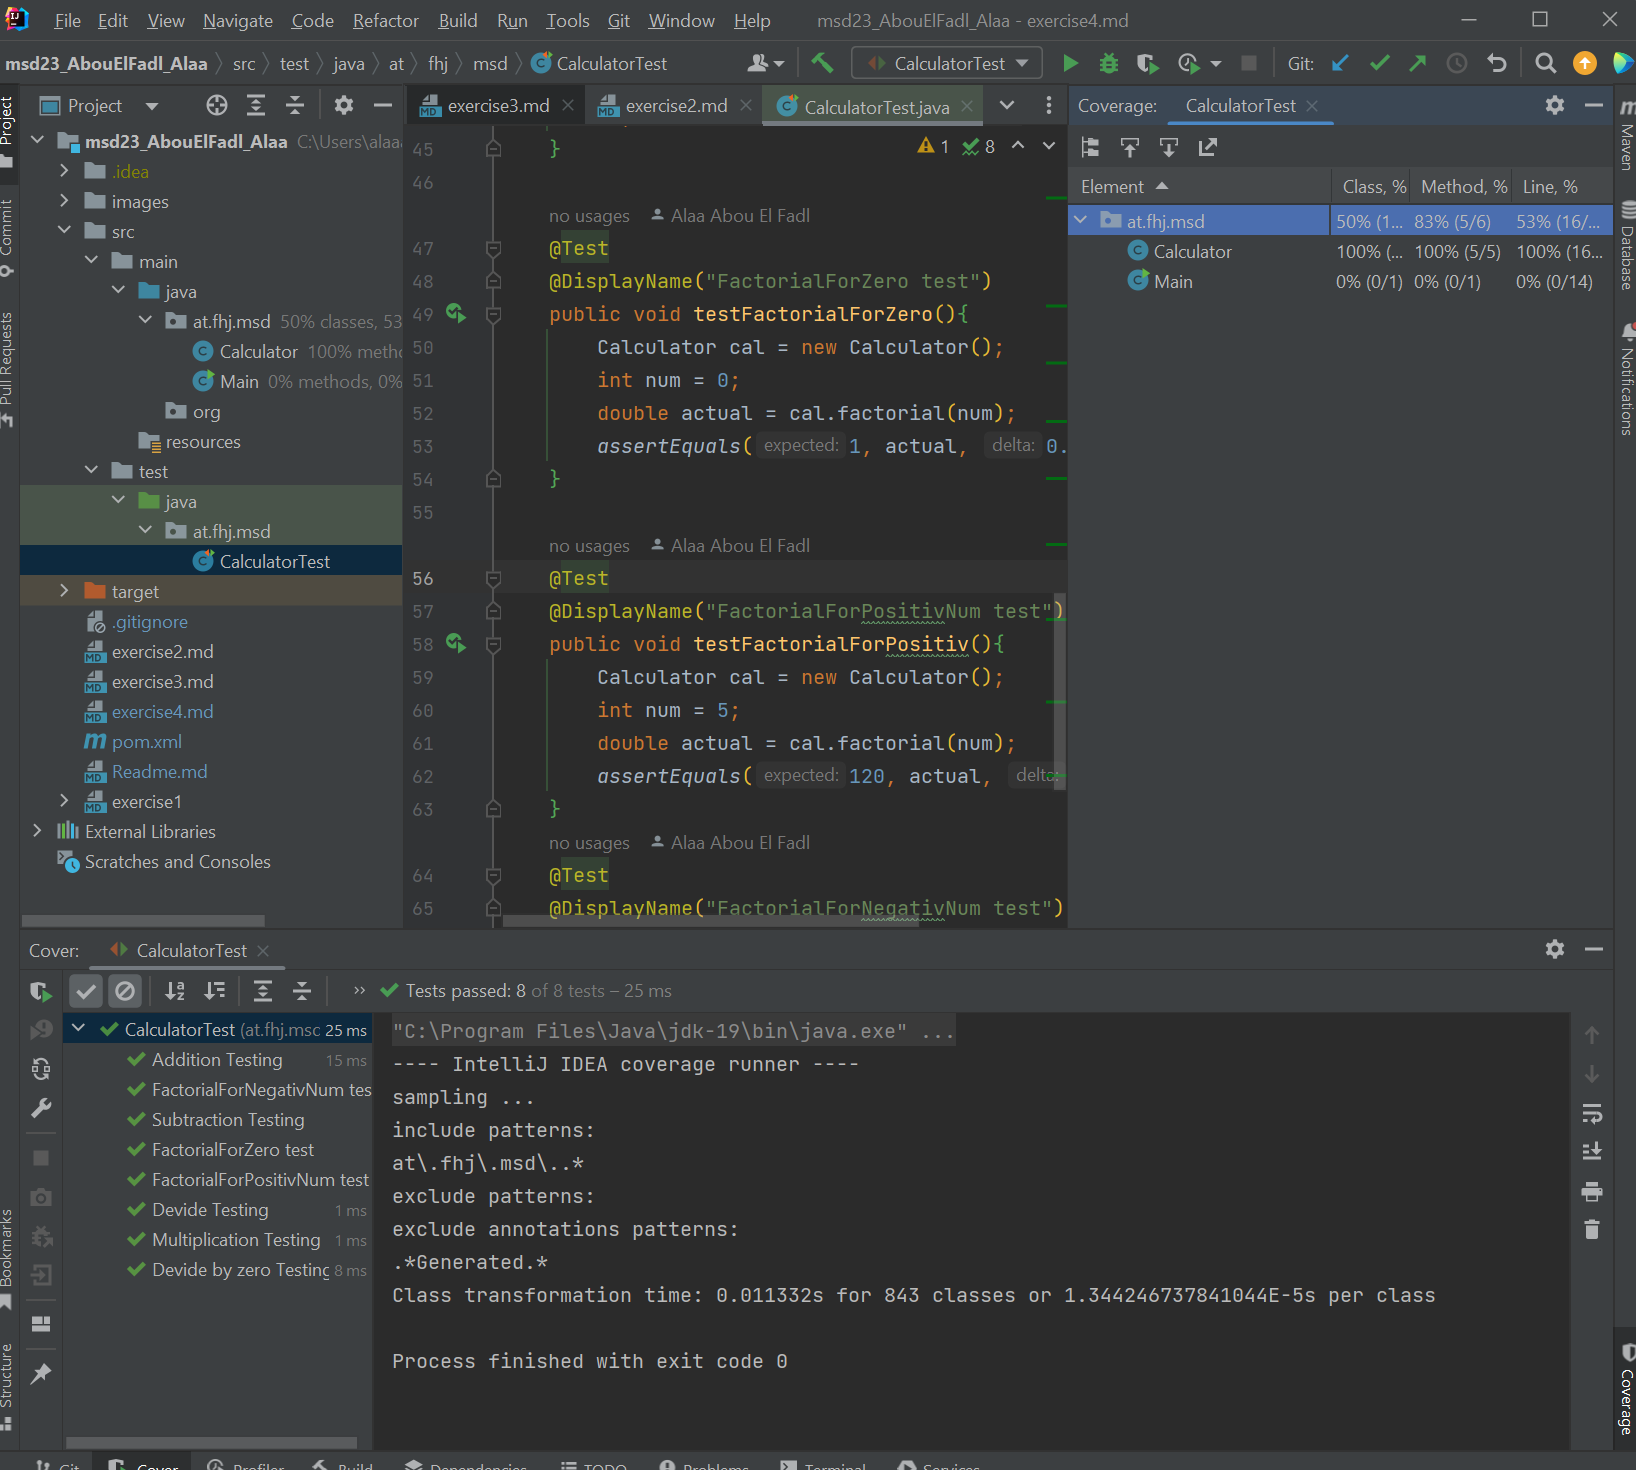 File Edit View Navigate Code Refactor Build Run Tools Git Window Help msd23_AbouElFadl_Alaa - exercise4.md
msd23_AbouElFadl_Alaa src test java at fhj msd CalculatorTest CalculatorTest Git:
Project
exercise3.md exercise2.md CalculatorTest.java
Coverage: CalculatorTest
Project
Commit
Pull Requests
Bookmarks
Structure
msd23_AbouElFadl_Alaa C:\Users\alaa
.idea
images
src
main
java
at.fhj.msd 50% classes, 53
Calculator 100% meth
Main 0% methods, 0%
org
resources
test
java
at.fhj.msd
CalculatorTest
target
.gitignore
exercise2.md
exercise3.md
exercise4.md
pom.xml
Readme.md
exercise1
External Libraries
Scratches and Consoles
1 8
45 }
46
no usages Alaa Abou El Fadl
47 @Test
48 @DisplayName("FactorialForZero test")
49 public void testFactorialForZero(){
50 Calculator cal = new Calculator();
51 int num = 0;
52 double actual = cal.factorial(num);
53 assertEquals( expected: 1, actual, delta: 0.
54 }
55
no usages Alaa Abou El Fadl
56 @Test
57 @DisplayName("FactorialForPositivNum test")
58 public void testFactorialForPositiv(){
59 Calculator cal = new Calculator();
60 int num = 5;
61 double actual = cal.factorial(num);
62 assertEquals( expected: 120, actual, delta:
63 }
no usages Alaa Abou El Fadl
64 @Test
65 @DisplayName("FactorialForNegativNum test")
Element Class, % Method, % Line, %
at.fhj.msd 50% (1... 83% (5/6) 53% (16/...
Calculator 100% (... 100% (5/5) 100% (16...
Main 0% (0/1) 0% (0/1) 0% (0/14)
Maven
Database
Notifications
Coverage
Cover: CalculatorTest
Tests passed: 8 of 8 tests – 25 ms
CalculatorTest (at.fhj.msc 25 ms
Addition Testing 15 ms
FactorialForNegativNum tes
Subtraction Testing
FactorialForZero test
FactorialForPositivNum test
Devide Testing 1 ms
Multiplication Testing 1 ms
Devide by zero Testing 8 ms
"C:\Program Files\Java\jdk-19\bin\java.exe" ...
---- IntelliJ IDEA coverage runner ----
sampling ...
include patterns:
at\.fhj\.msd\..*
exclude patterns:
exclude annotations patterns:
.*Generated.*
Class transformation time: 0.011332s for 843 classes or 1.344246737841044E-5s per class
Process finished with exit code 0
Git Cover Profiler Build Dependencies TODO Problems Terminal Services